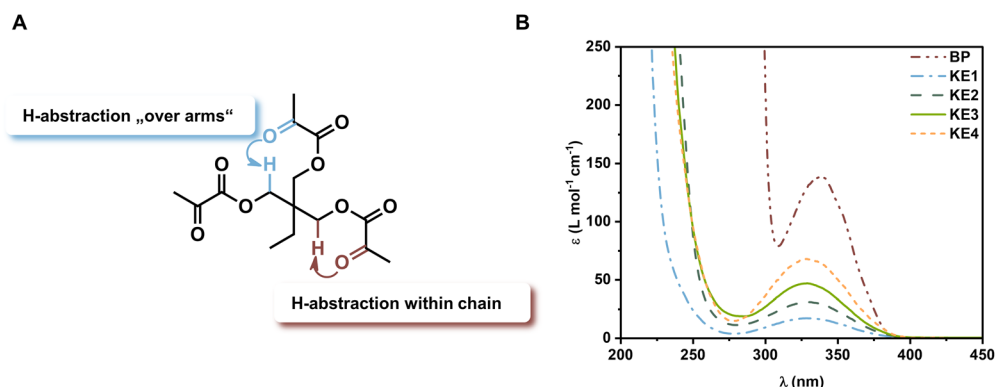 A
H-abstraction „over arms“
O
O
H
O
O
O
O
O
H
O
O
H-abstraction within chain
B
250
200
150
100
50
0
ε (L mol-1 cm-1)
BP
KE1
KE2
KE3
KE4
200
250
300
350
400
450
λ (nm)